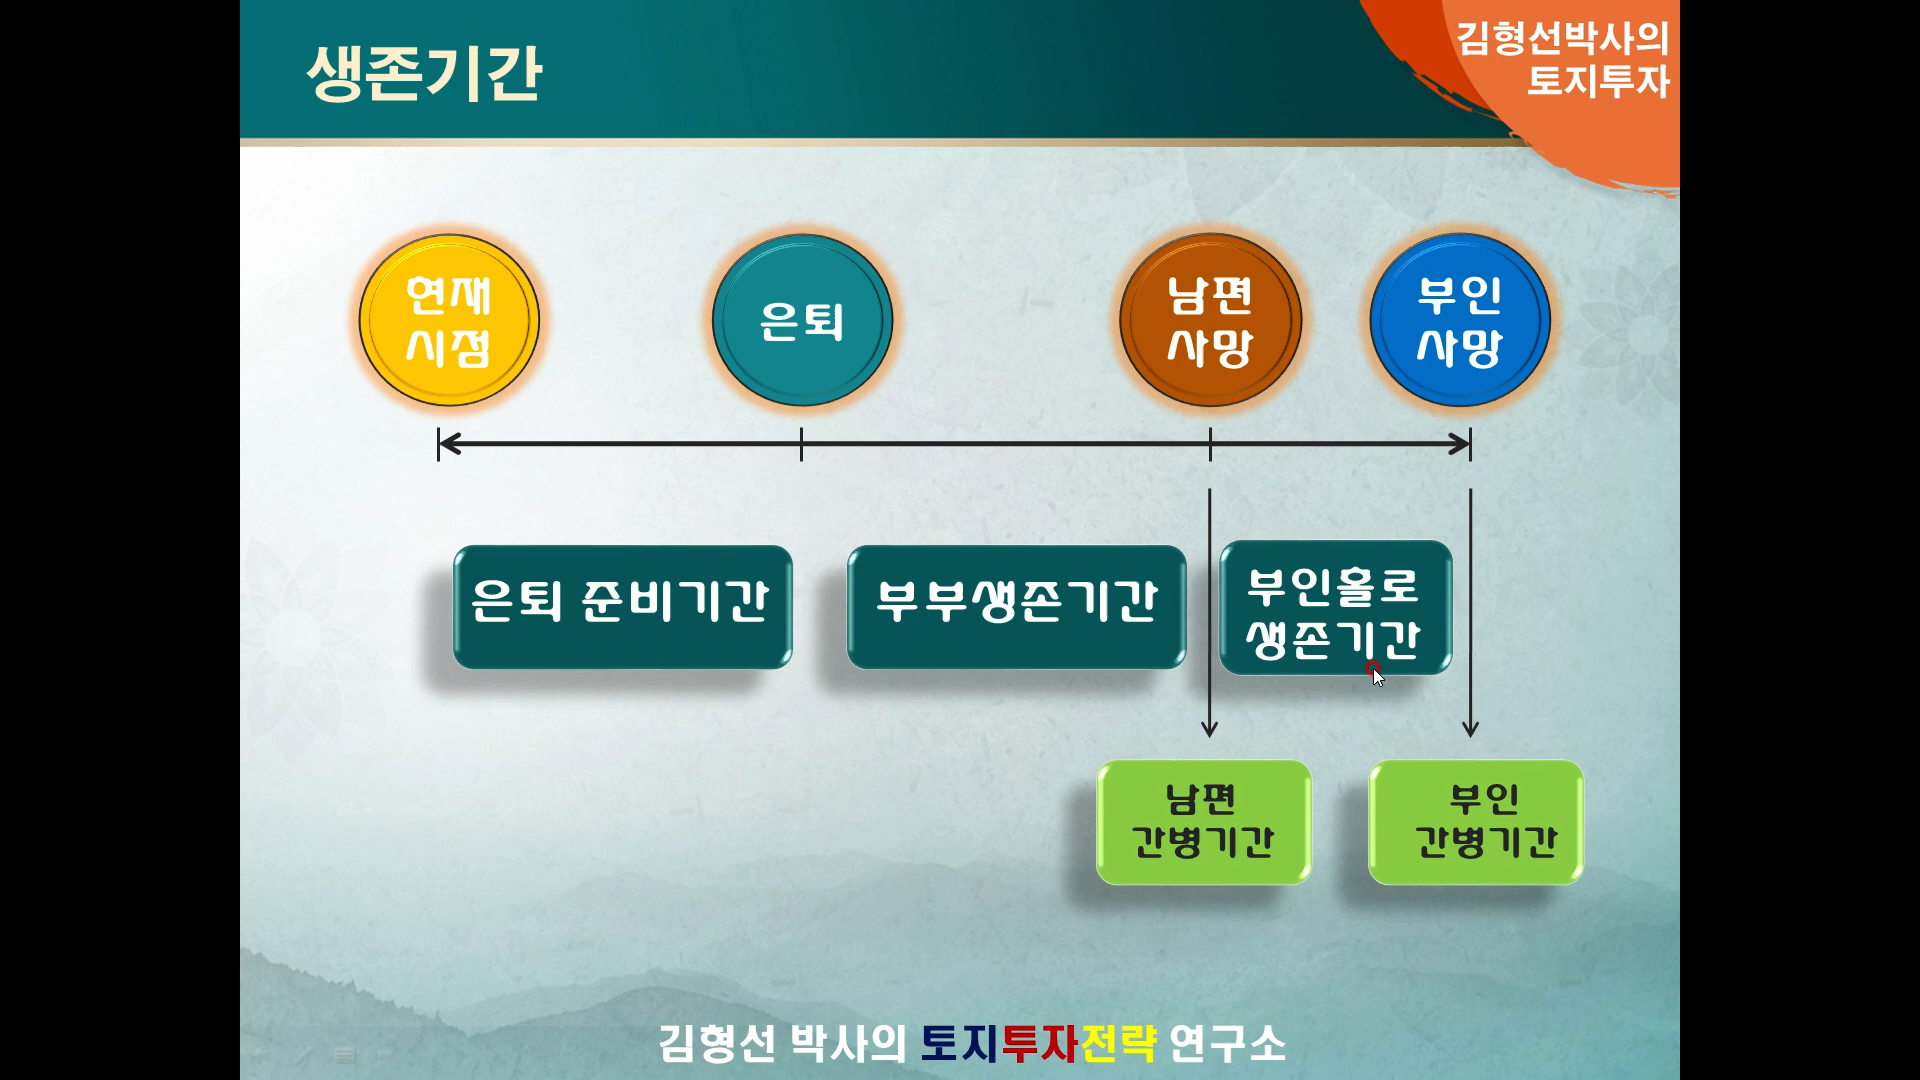 생존기간
김형선박사의
토지투자
현재
시점
은퇴
남편
사망
부인
사망
은퇴 준비기간
부부생존기간
부인홀로
생존기간
남편
간병기간
부인
간병기간
김형선 박사의 토지투자전략 연구소